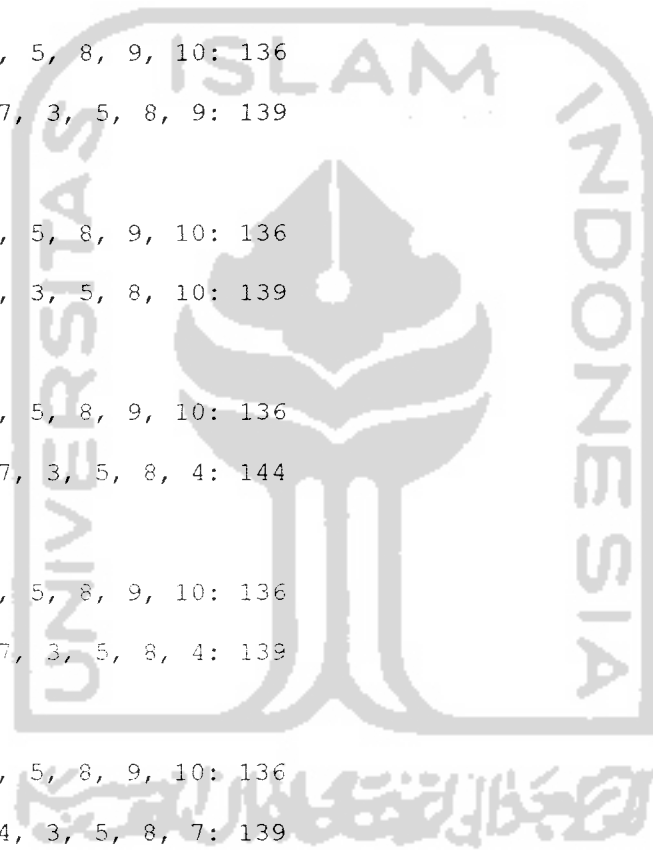 , 5, 8, 9, 10: 136
7, 3, 5, 8, 9: 139
, 5, 8, 9, 10: 136
, 3, 5, 8, 10: 139
, 5, 8, 9, 10: 136
7, 3, 5, 8, 4: 144
, 5, 8, 9, 10: 136
7, 3, 5, 8, 4: 139
, 5, 8, 9, 10: 136
4, 3, 5, 8, 7: 139
UNIVERSITAS
ISLAM
INDONESIA